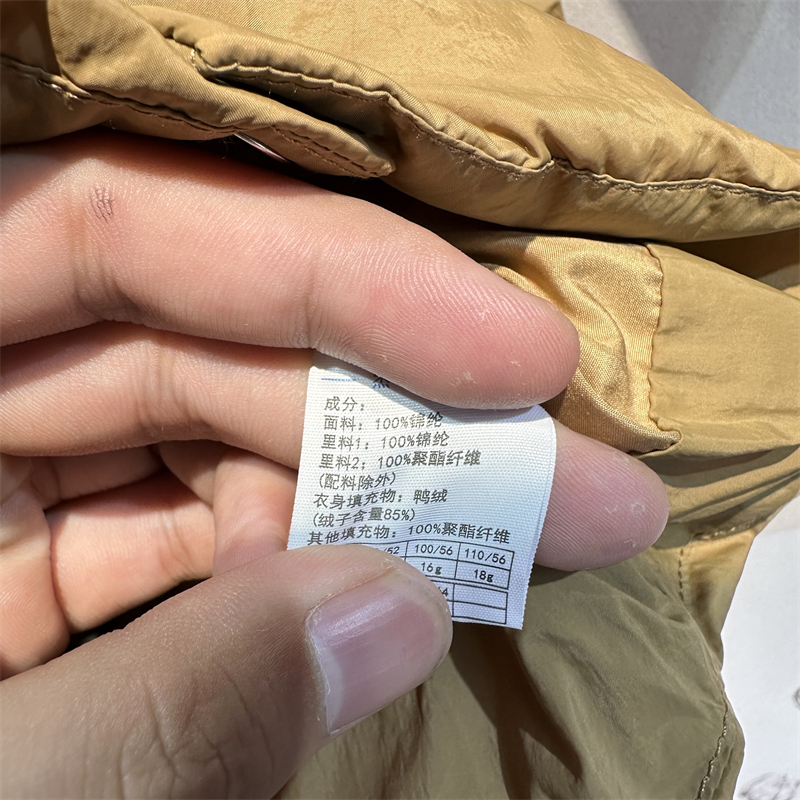 成分：
面料：100%锦纶
里料1：100%锦纶
里料2：100%聚酯纤维
(配料除外)
衣身填充物：鸭绒
(绒子含量85%)
其他填充物：100%聚酯纤维
/52 100/56 110/56
16g 18g